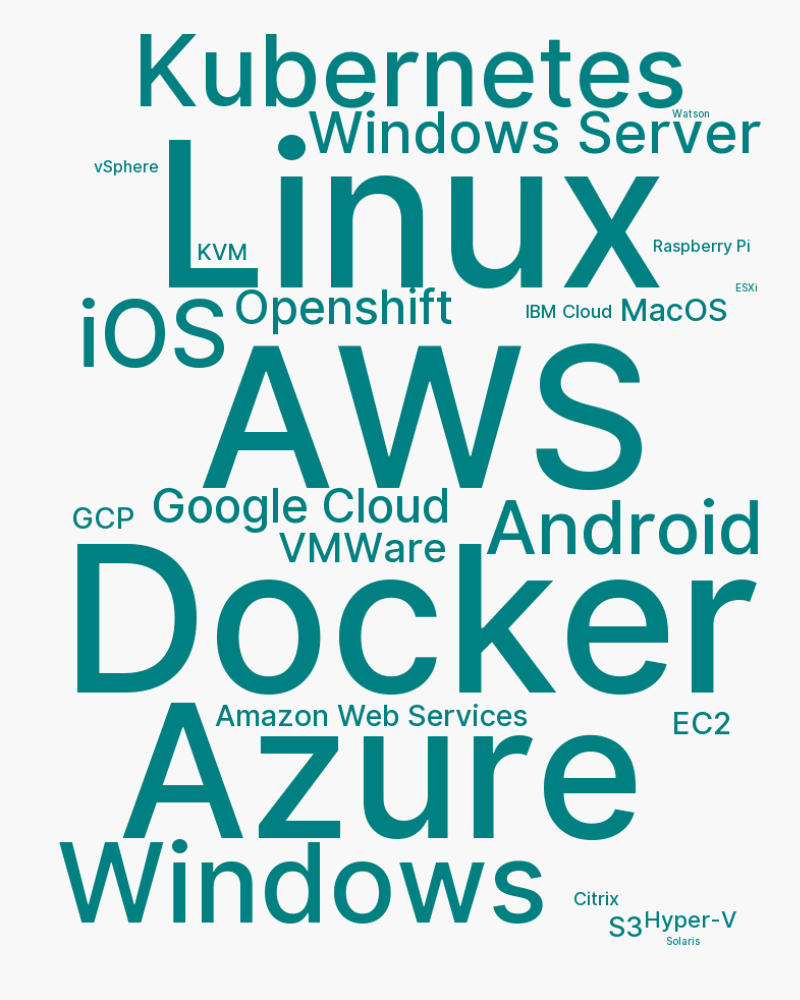 Kubernetes
Watson
Windows Server
vSphere
Linux
KVM
Raspberry Pi
ESXi
iOS
Openshift
IBM Cloud
MacOS
AWS
Google Cloud
GCP
Android
VMWare
Docker
Amazon Web Services
EC2
Azure
Windows
Citrix
S3
Hyper-V
Solaris